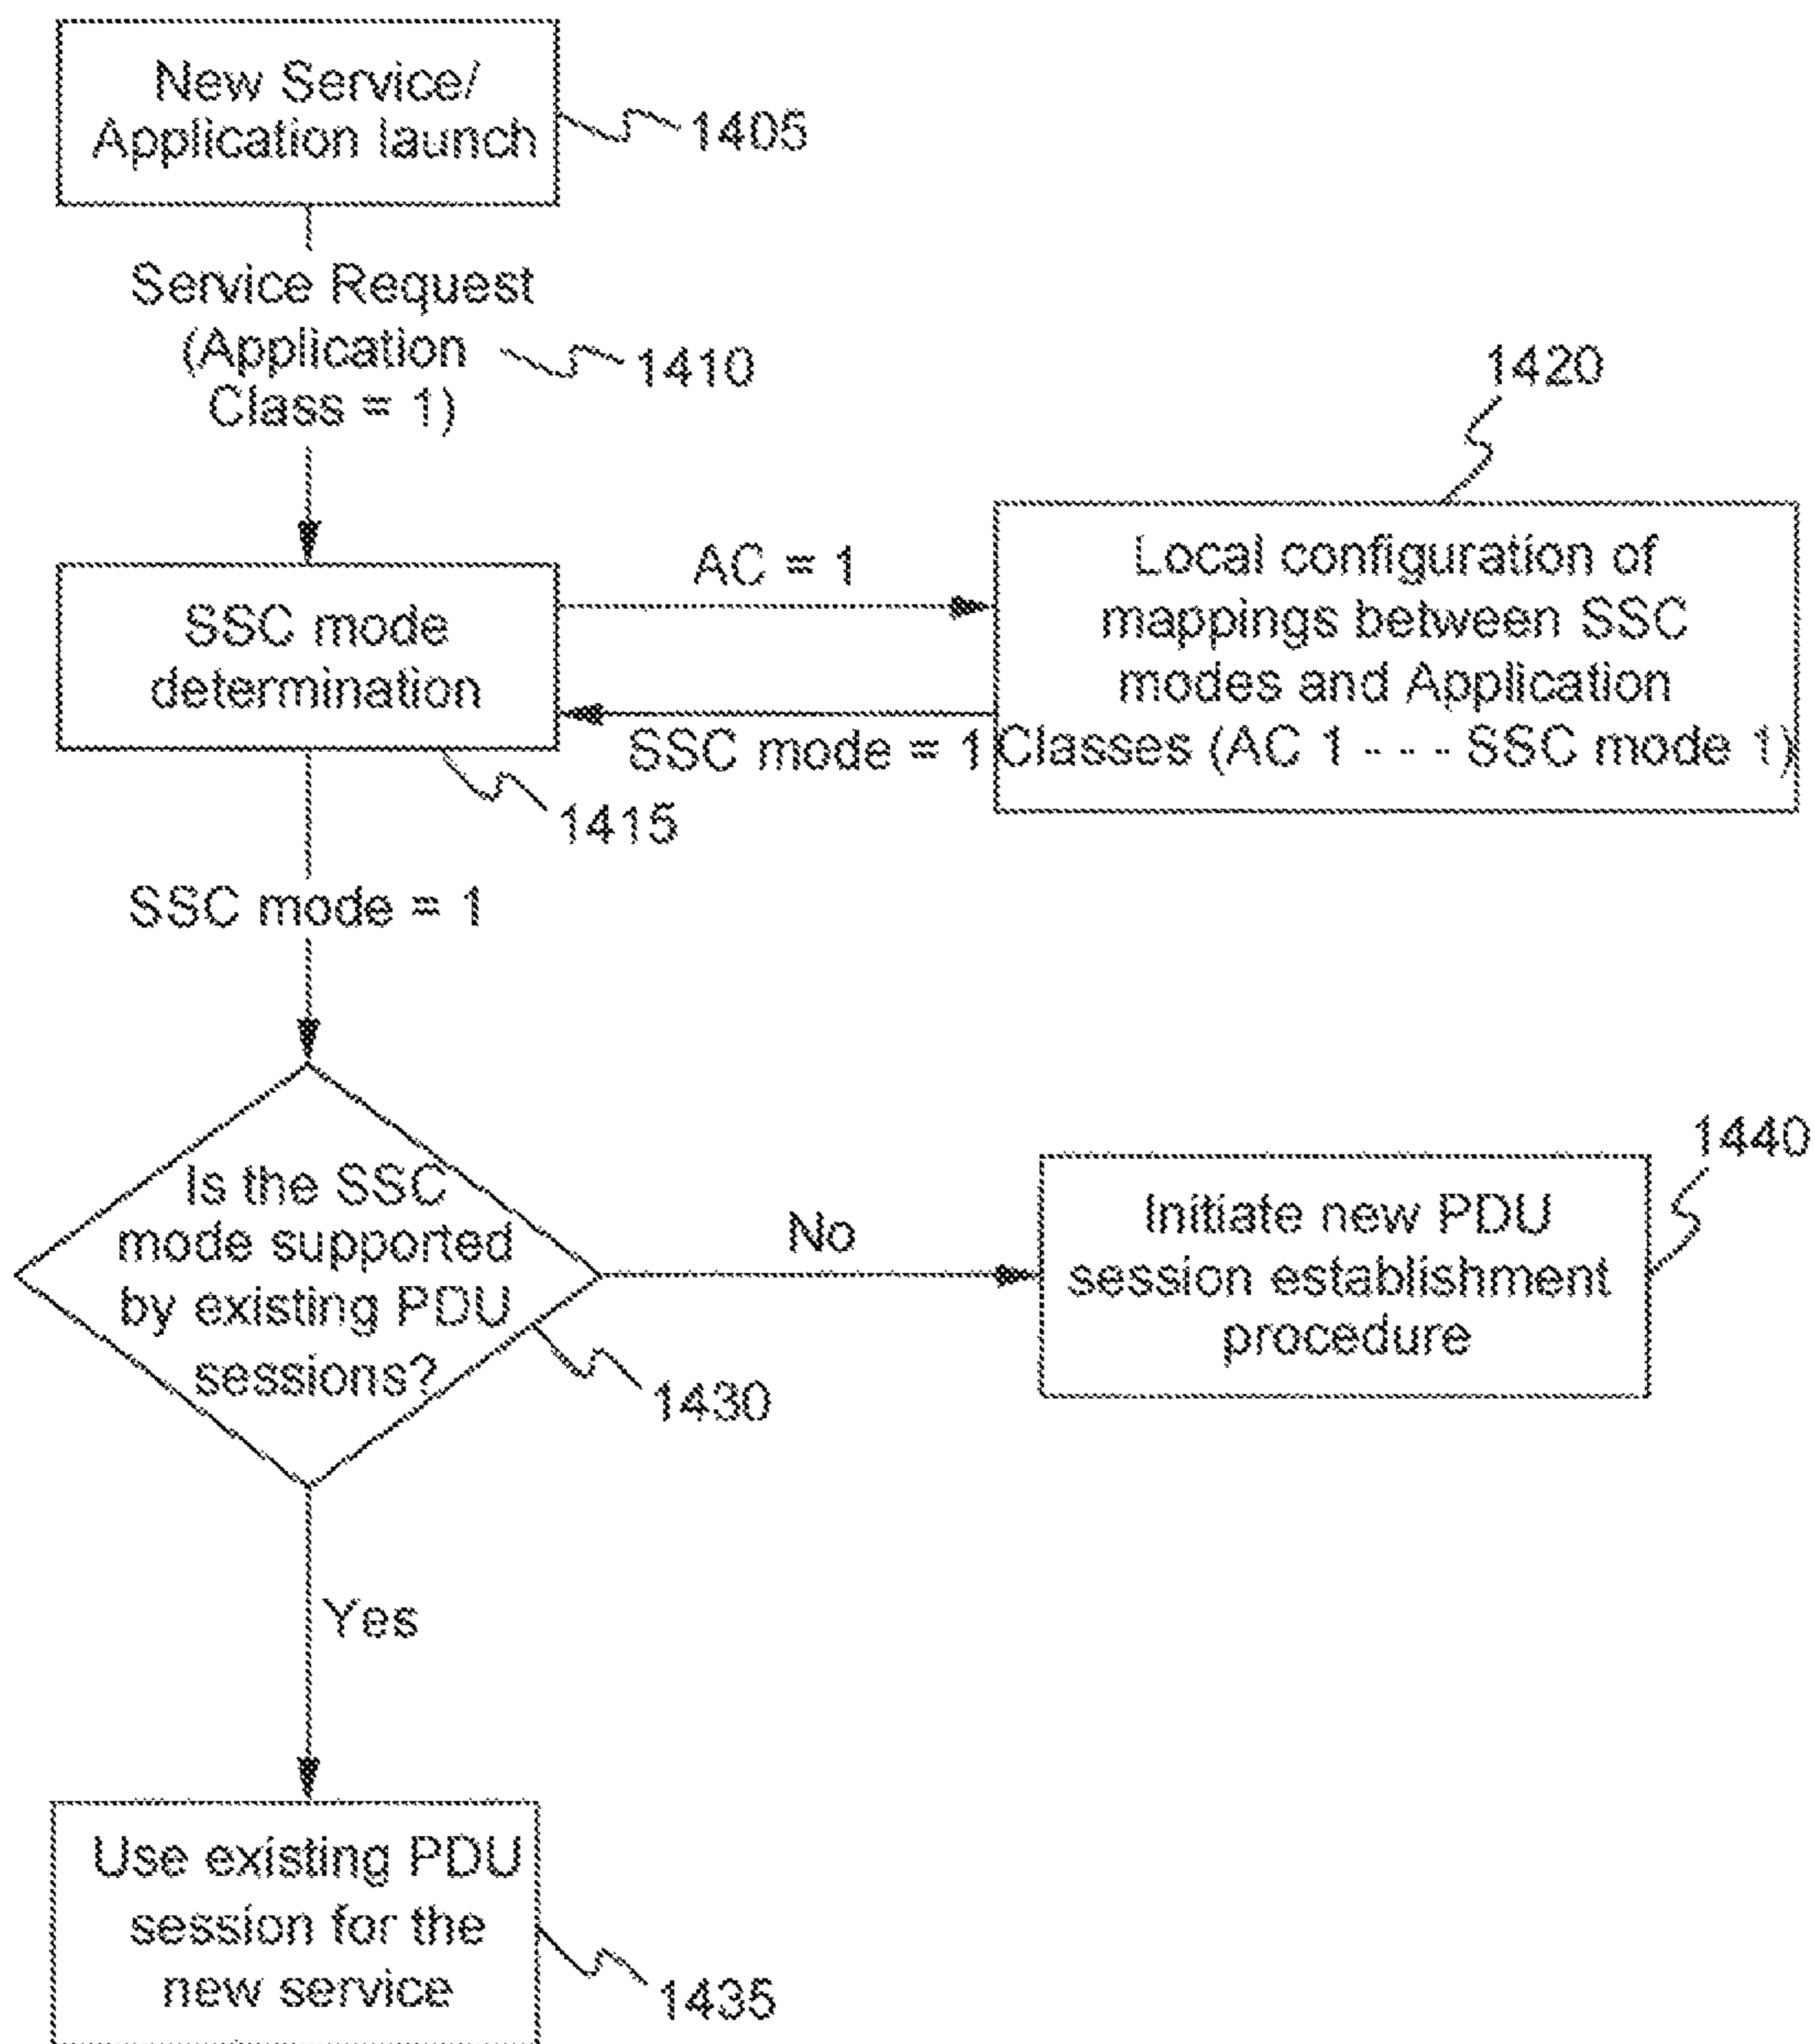 New Service/
Application launch
1405
Service Request
(Application
Class = 1)
1410
1420
SSC mode
determination
1415
AC = 1
SSC mode = 1
Local configuration of
mappings between SSC
modes and Application
Classes (AC 1 - - - SSC mode 1)
SSC mode = 1
Is the SSC
mode supported
by existing PDU
sessions?
1430
No
1440
Initiate new PDU
session establishment
procedure
Yes
Use existing PDU
session for the
new service
1435